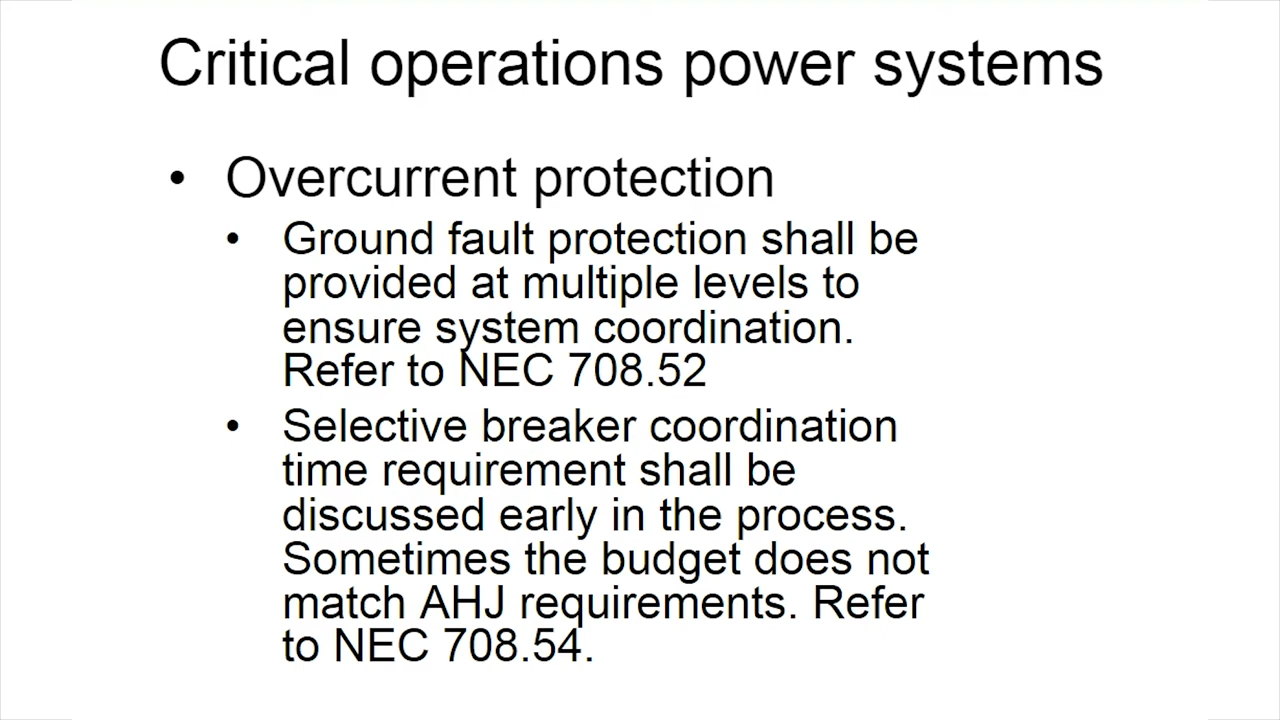 Critical operations power systems
• Overcurrent protection
• Ground fault protection shall be
provided at multiple levels to
ensure system coordination.
Refer to NEC 708.52
• Selective breaker coordination
time requirement shall be
discussed early in the process.
Sometimes the budget does not
match AHJ requirements. Refer
to NEC 708.54.